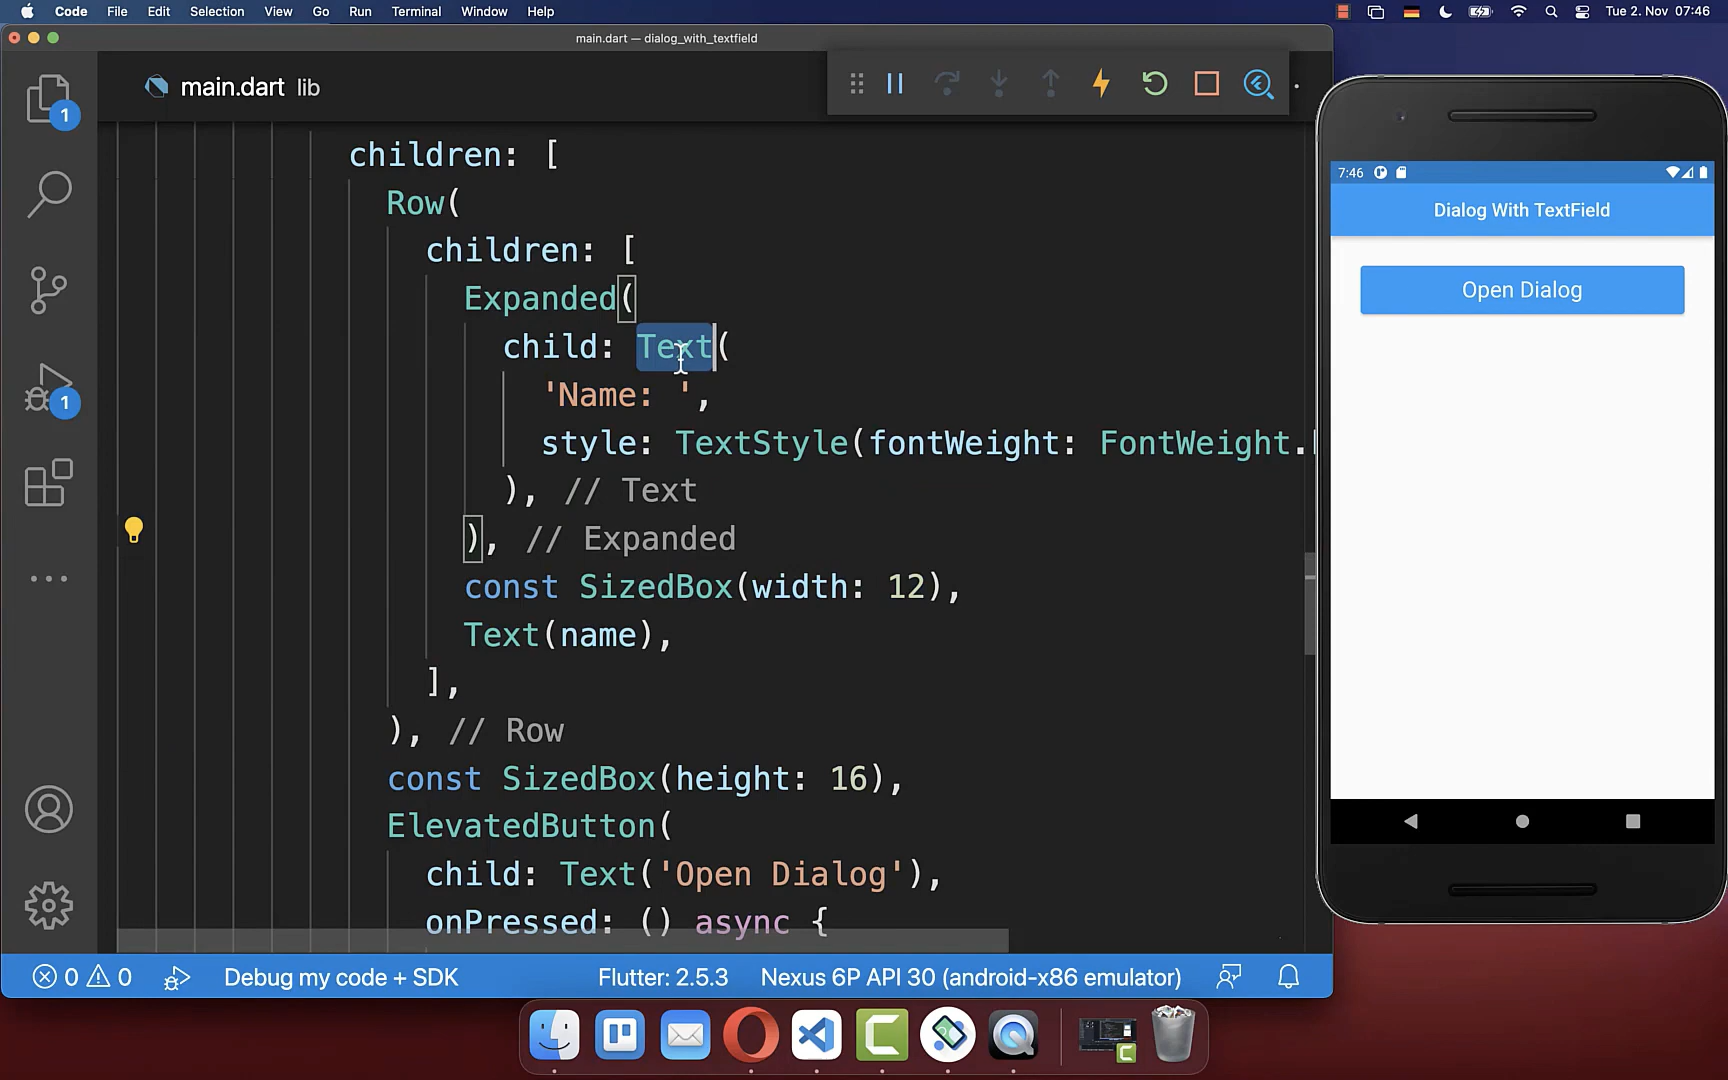 Code File Edit Selection View Go Run Terminal Window Help Tue 2. Nov 07:46
main.dart — dialog_with_textfield
main.dart lib
1
1
children: [
Row(
children: [
Expanded(
child: Text(
'Name: ',
style: TextStyle(fontWeight: FontWeight.
), // Text
), // Expanded
const SizedBox(width: 12),
Text(name),
],
), // Row
const SizedBox(height: 16),
ElevatedButton(
child: Text('Open Dialog'),
onPressed: () async {
0 0 Debug my code + SDK Flutter: 2.5.3 Nexus 6P API 30 (android-x86 emulator)
7:46
Dialog With TextField
Open Dialog